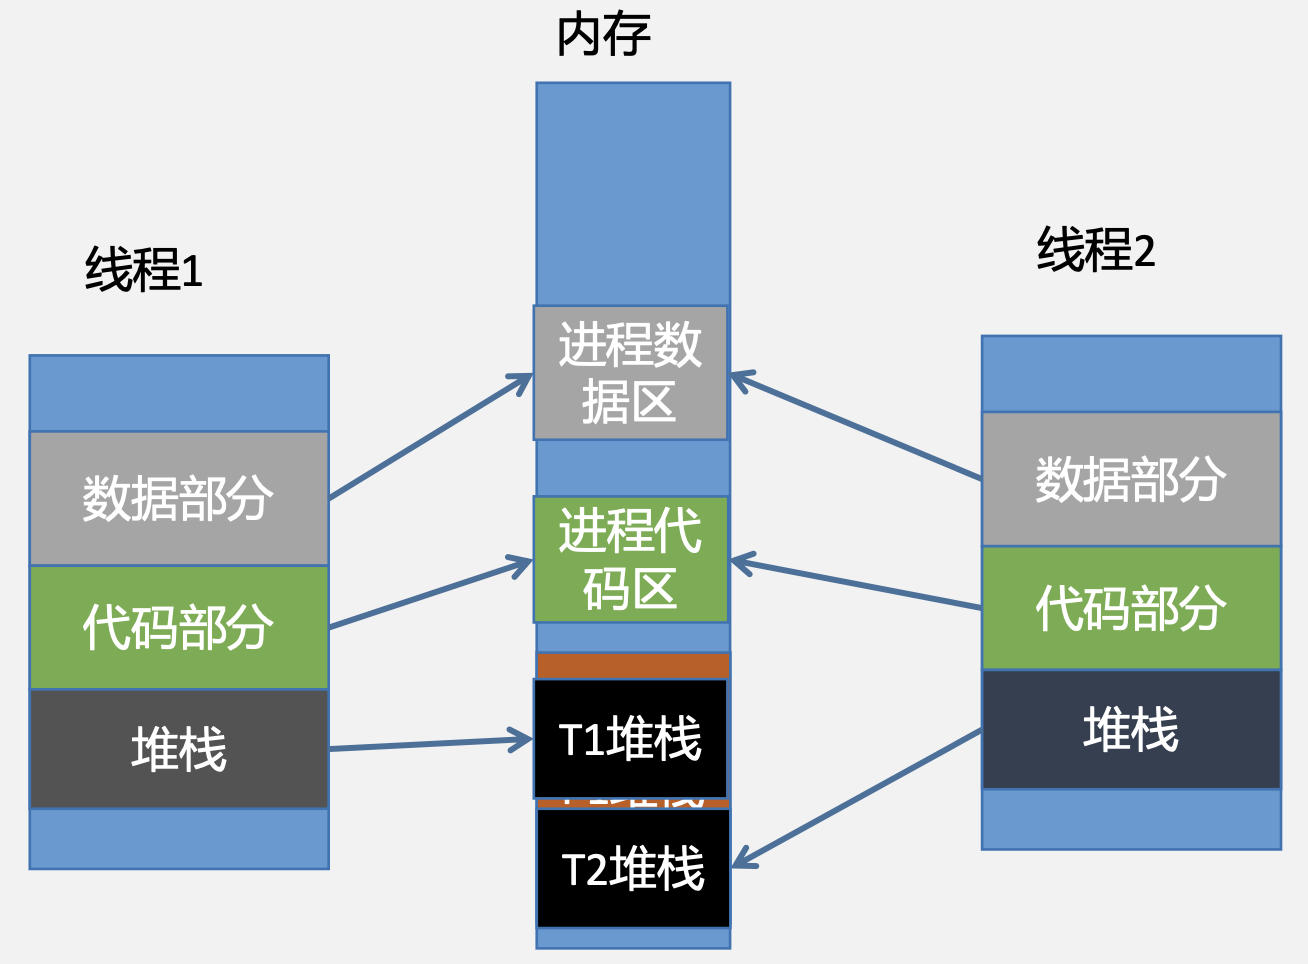 内存
线程1
线程2
进程数
据区
数据部分
数据部分
进程代
码区
代码部分
代码部分
堆栈
T1堆栈
堆栈
T2堆栈